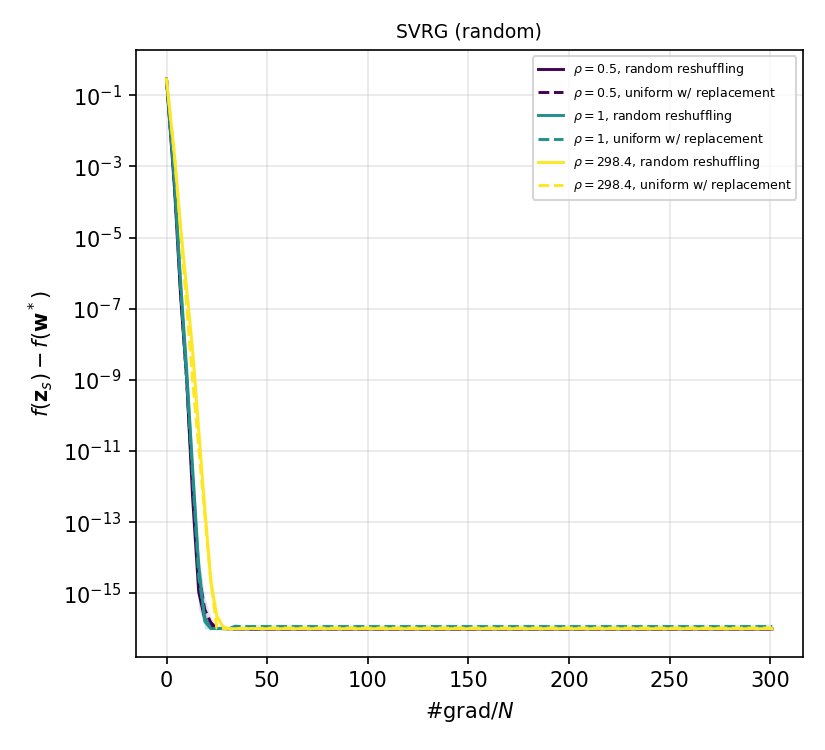 SVRG (random)
ρ = 0.5, random reshuffling
ρ = 0.5, uniform w/ replacement
ρ = 1, random reshuffling
ρ = 1, uniform w/ replacement
ρ = 298.4, random reshuffling
ρ = 298.4, uniform w/ replacement
10⁻¹
10⁻³
10⁻⁵
10⁻⁷
10⁻⁹
10⁻¹¹
10⁻¹³
10⁻¹⁵
f(𝐳ₛ) − f(𝐰*)
0 50 100 150 200 250 300
#grad/N